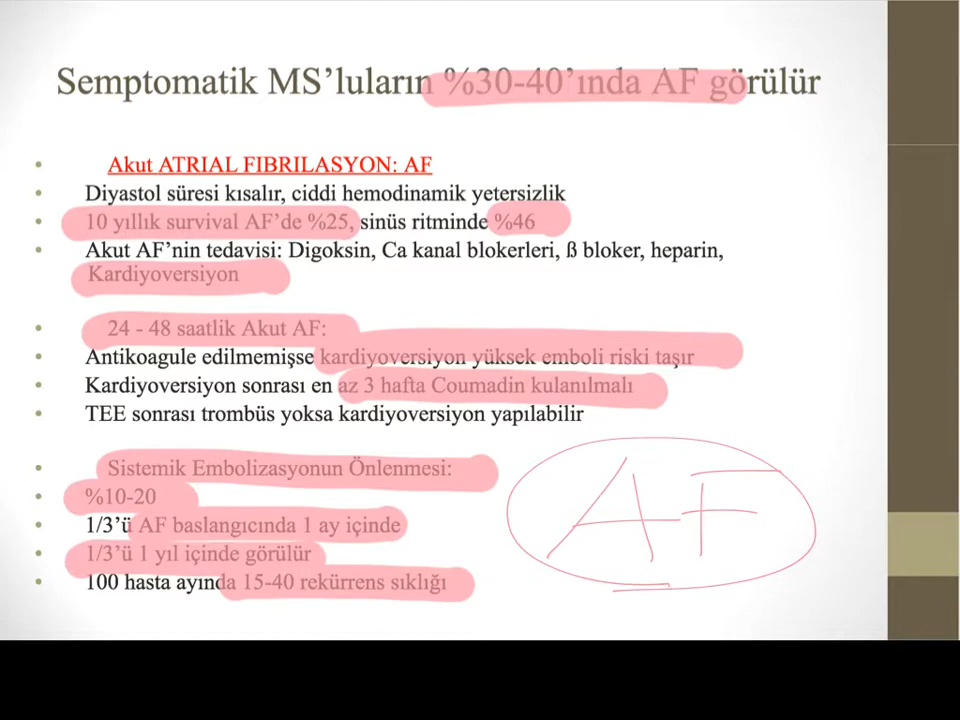 Semptomatik MS’luların %30-40’ında AF görülür
• Akut ATRIAL FIBRILASYON: AF
• Diyastol süresi kısalır, ciddi hemodinamik yetersizlik
• 10 yıllık survival AF’de %25, sinüs ritminde %46
• Akut AF’nin tedavisi: Digoksin, Ca kanal blokerleri, ß bloker, heparin,
Kardiyoversiyon
• 24 - 48 saatlik Akut AF:
• Antikoagule edilmemişse kardiyoversiyon yüksek emboli riski taşır
• Kardiyoversiyon sonrası en az 3 hafta Coumadin kulanılmalı
• TEE sonrası trombüs yoksa kardiyoversiyon yapılabilir
• Sistemik Embolizasyonun Önlenmesi:
• %10-20
• 1/3’ü AF baslangıcında 1 ay içinde
• 1/3’ü 1 yıl içinde görülür
• 100 hasta ayında 15-40 rekürrens sıklığı
AF